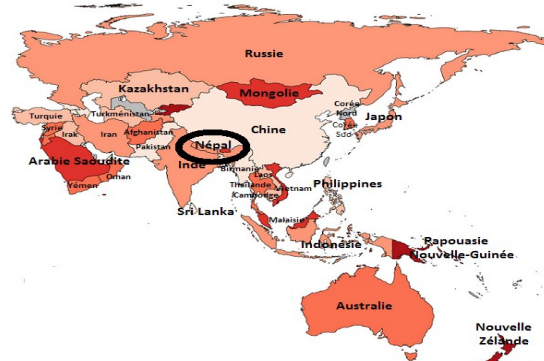 Russie
Kazakhstan
Mongolie
Corée
Nord
Japon
Turquie
Turkménistan
Chine
Corée
Sdd
Syrie
Irak
Iran
Afghanistan
Pakistan
Népal
Arabie Saoudite
Inde
Birmanie
Laos
Oman
Yémen
Thaïlande
Vietnam
Philippines
Cambodge
Sri Lanka
Malaisie
Indonésie
Papouasie
Nouvelle-Guinée
Australie
Nouvelle
Zélande